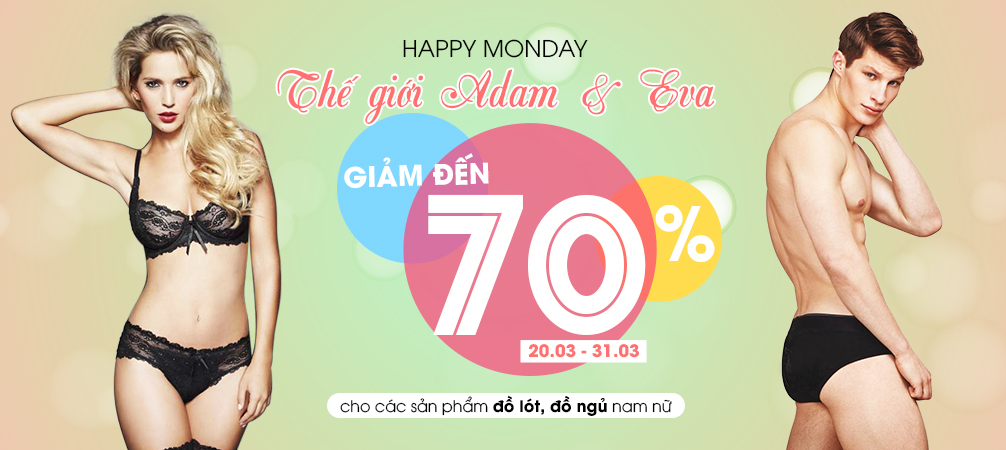 HAPPY MONDAY
Thế giới Adam & Eva
GIẢM ĐẾN
70%
20.03 - 31.03
cho các sản phẩm đồ lót, đồ ngủ nam nữ